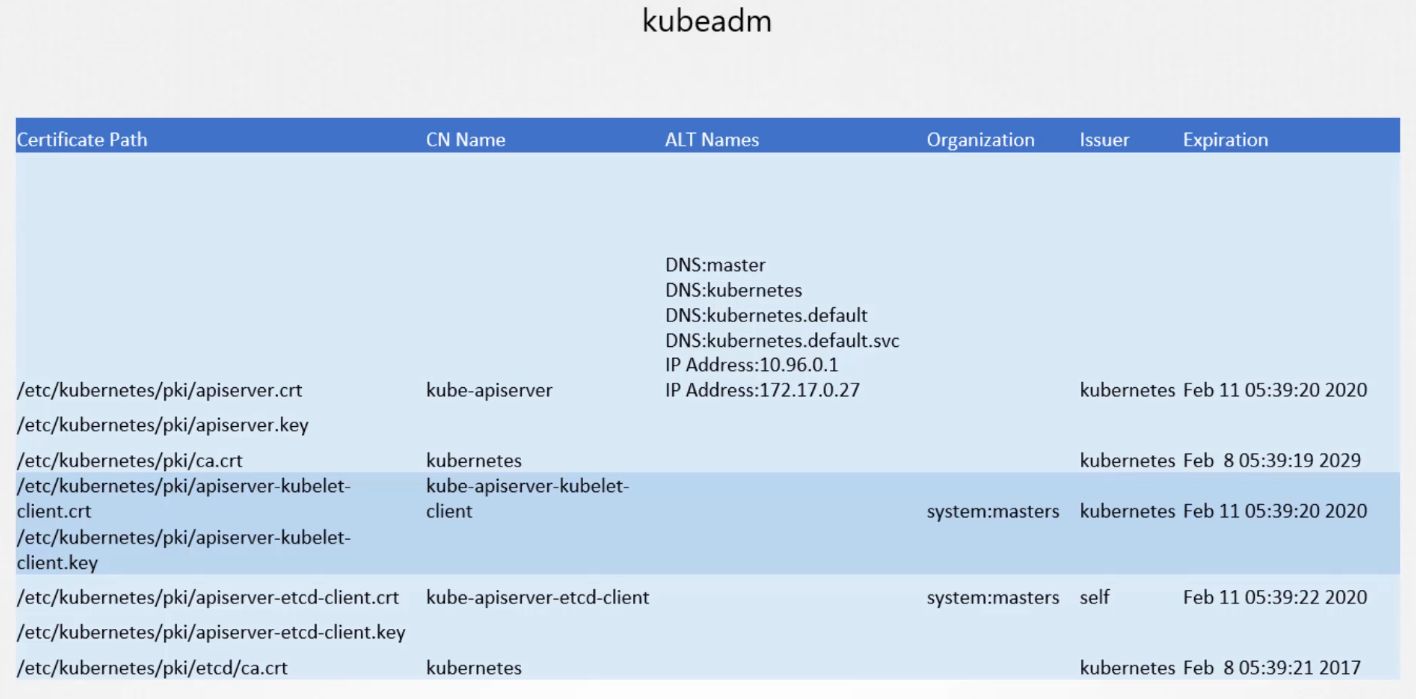 kubeadm
Certificate Path CN Name ALT Names Organization Issuer Expiration
DNS:master
DNS:kubernetes
DNS:kubernetes.default
DNS:kubernetes.default.svc
IP Address:10.96.0.1
/etc/kubernetes/pki/apiserver.crt kube-apiserver IP Address:172.17.0.27 kubernetes Feb 11 05:39:20 2020
/etc/kubernetes/pki/apiserver.key
/etc/kubernetes/pki/ca.crt kubernetes kubernetes Feb 8 05:39:19 2029
/etc/kubernetes/pki/apiserver-kubelet- kube-apiserver-kubelet-
client.crt client system:masters kubernetes Feb 11 05:39:20 2020
/etc/kubernetes/pki/apiserver-kubelet-
client.key
/etc/kubernetes/pki/apiserver-etcd-client.crt kube-apiserver-etcd-client system:masters self Feb 11 05:39:22 2020
/etc/kubernetes/pki/apiserver-etcd-client.key
/etc/kubernetes/pki/etcd/ca.crt kubernetes kubernetes Feb 8 05:39:21 2017